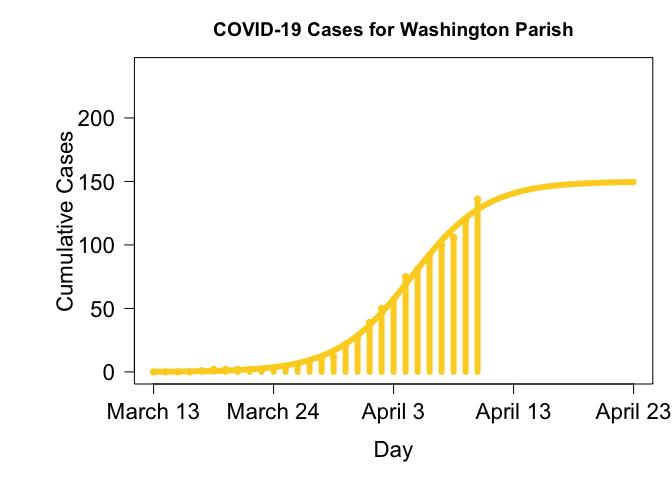 COVID-19 Cases for Washington Parish
Cumulative Cases
200
150
100
50
0
March 13 March 24 April 3 April 13 April 23
Day